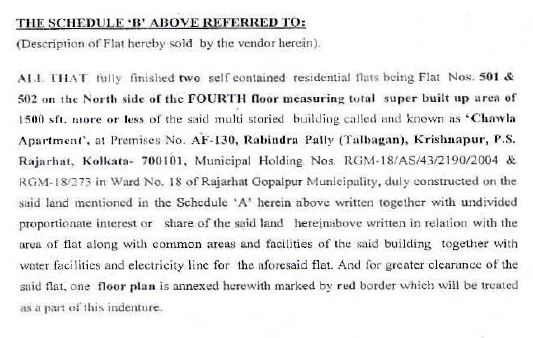 THE SCHEDULE 'B' ABOVE REFERRED TO:
(Description of Flat hereby sold by the vendor herein).
ALL THAT fully finished two self contained residential flats being Flat Nos. 501 &
502 on the North side of the FOURTH floor measuring total super built up area of
1500 sft. more or less of the said multi storied building called and known as 'Chawla
Apartment', at Premises No. AF-130, Rabindra Pally (Talbagan), Krishnapur, P.S.
Rajarhat, Kolkata- 700101, Municipal Holding Nos. RGM-18/AS/43/2190/2004 &
RGM-18/273 in Ward No. 18 of Rajarhat Gopalpur Municipality, duly constructed on the
said land mentioned in the Schedule 'A' herein above written together with undivided
proportionate interest or share of the said land hereinabove written in relation with the
area of flat along with common areas and facilities of the said building together with
water facilities and electricity line for the aforesaid flat. And for greater clearance of the
said flat, one floor plan is annexed herewith marked by red border which will be treated
as a part of this indenture.